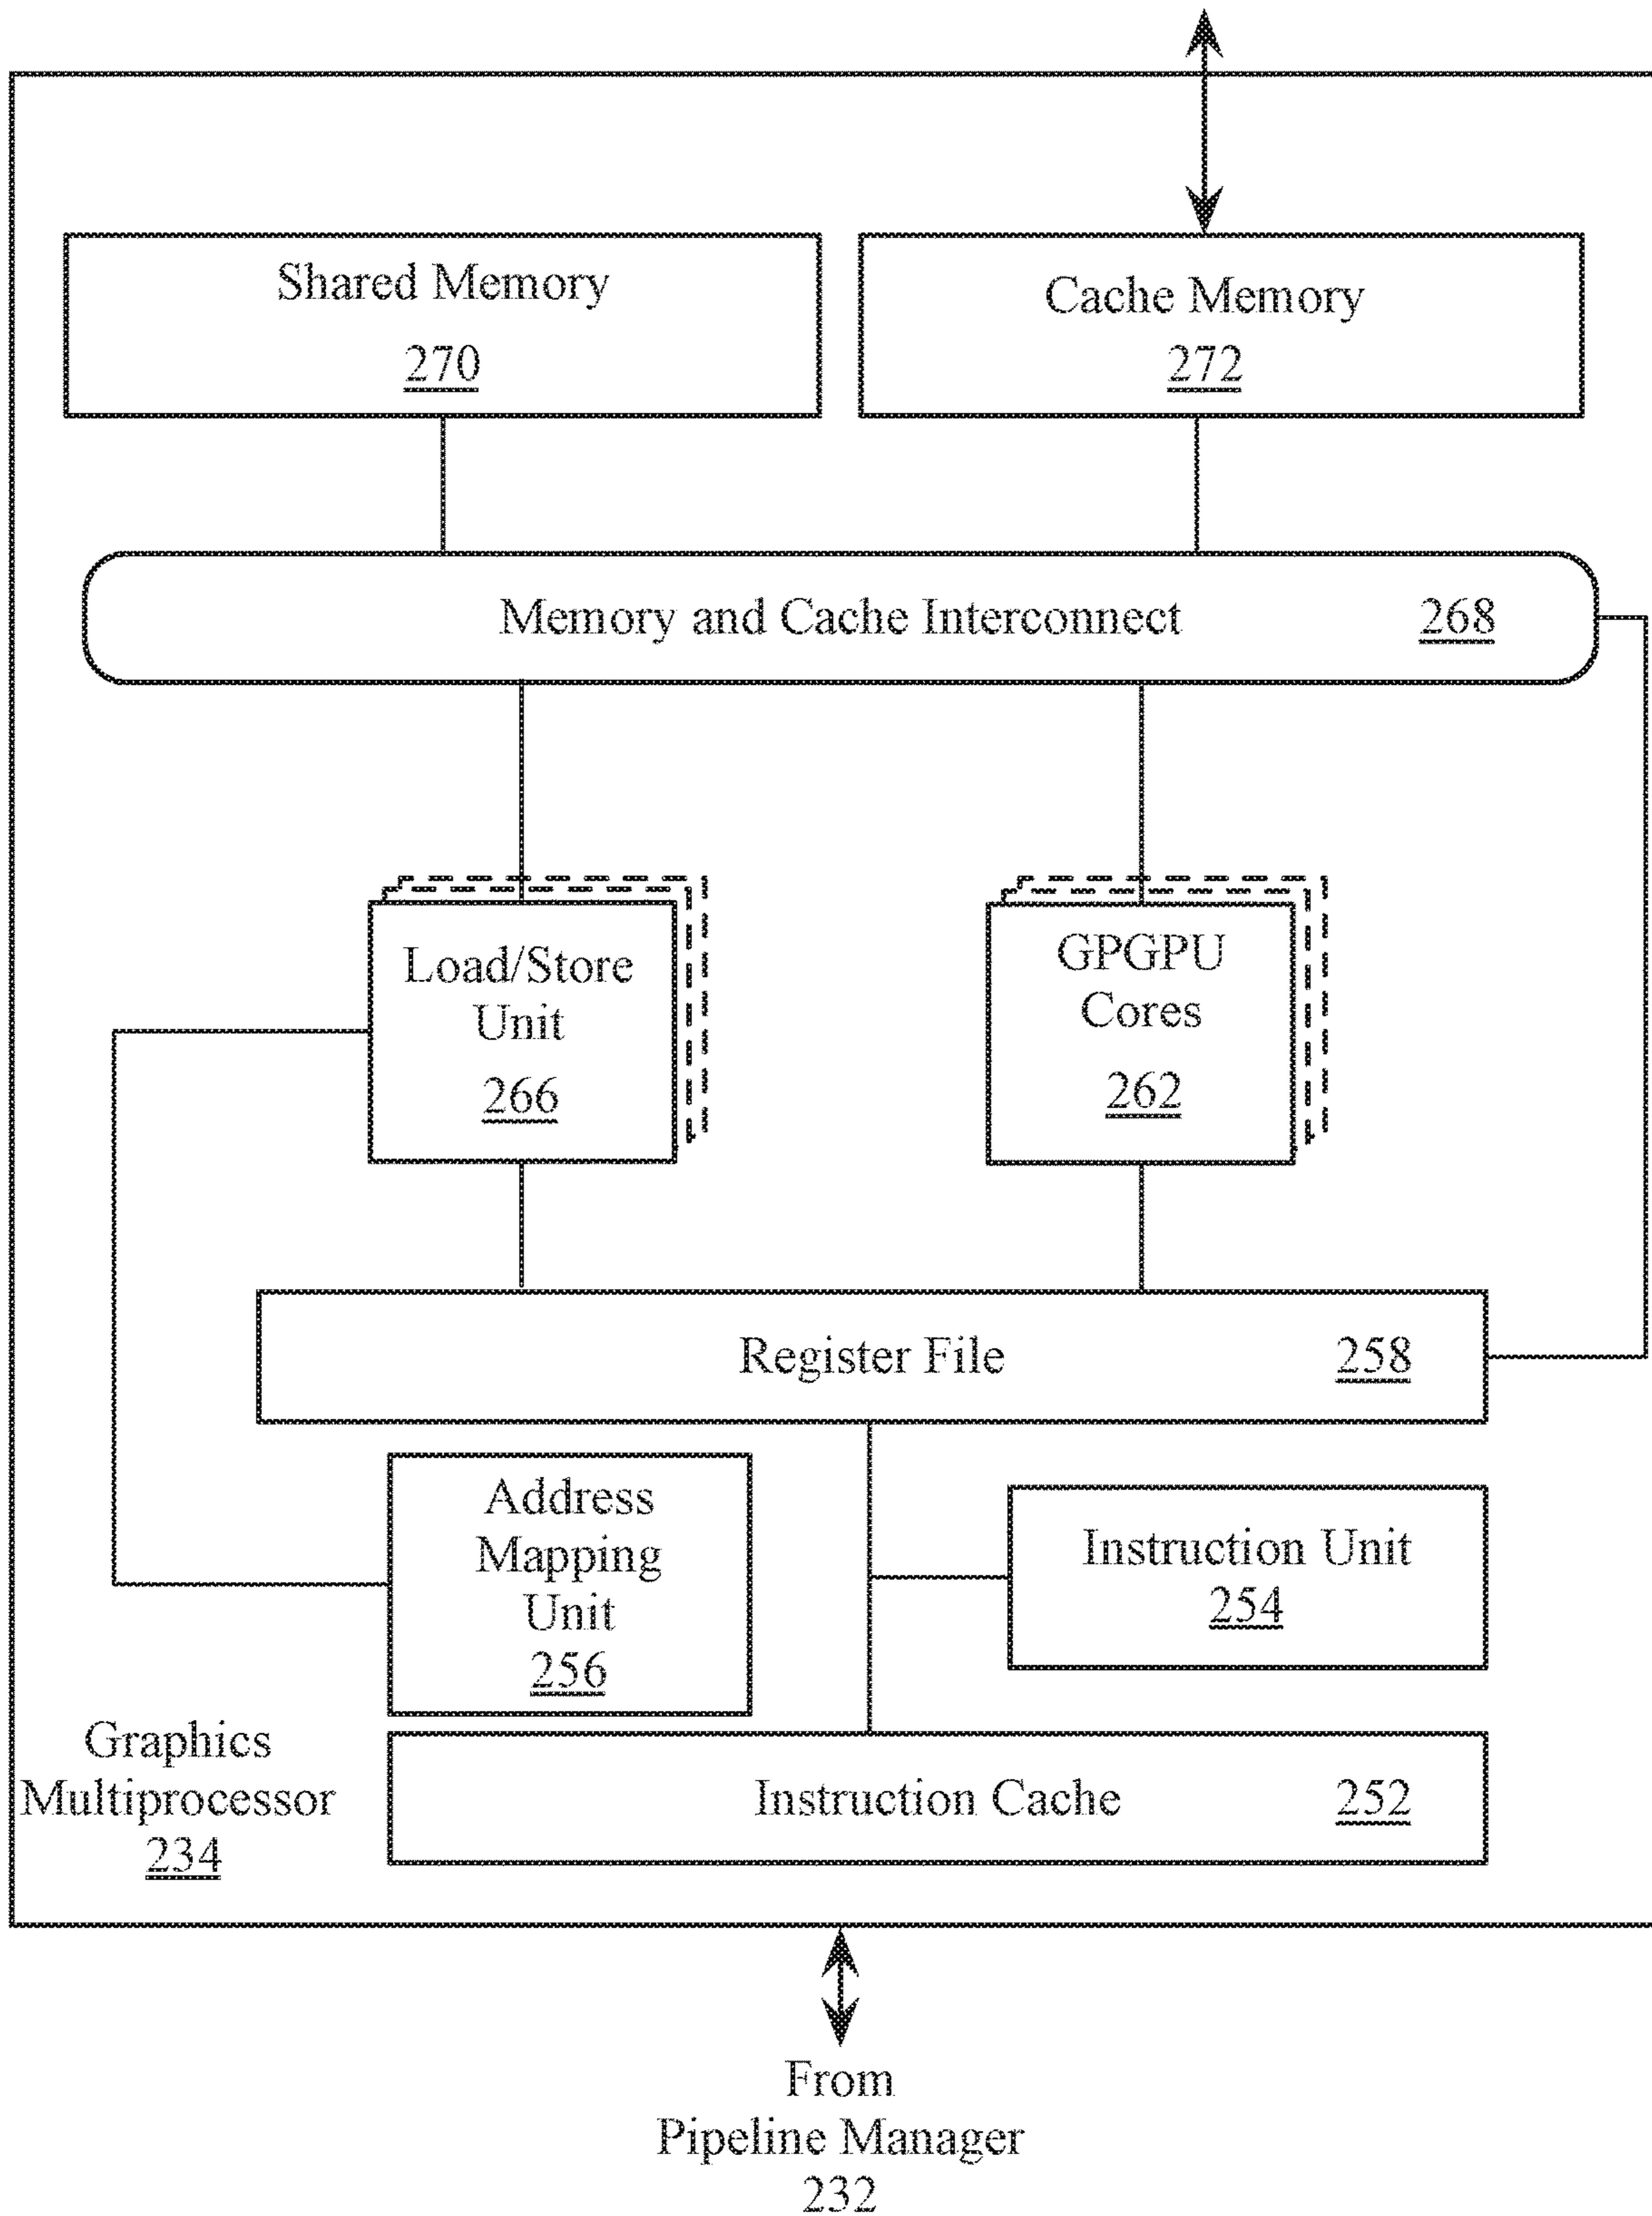 Shared Memory
270
Cache Memory
272
Memory and Cache Interconnect 268
Load/Store
Unit
266
GPGPU
Cores
262
Register File 258
Address
Mapping
Unit
256
Instruction Unit
254
Graphics
Multiprocessor
234
Instruction Cache 252
From
Pipeline Manager
232